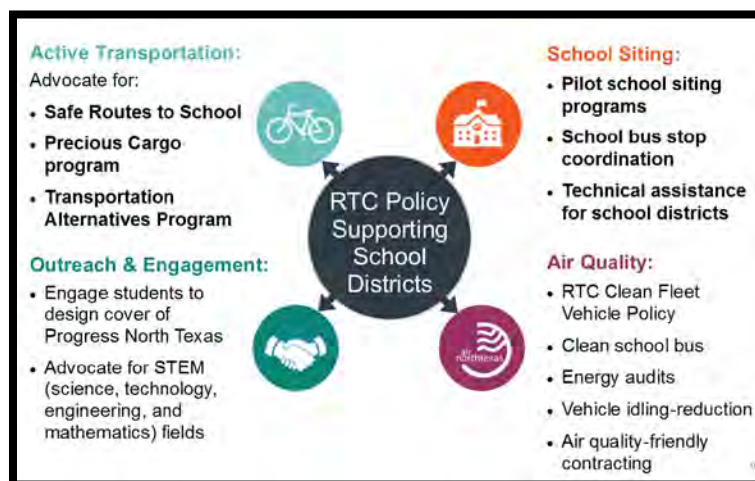 Active Transportation:
Advocate for:
• Safe Routes to School
• Precious Cargo
program
• Transportation
Alternatives Program
Outreach & Engagement:
• Engage students to
design cover of
Progress North Texas
• Advocate for STEM
(science, technology,
engineering, and
mathematics) fields
RTC Policy
Supporting
School
Districts
air
northtexas
School Siting:
• Pilot school siting
programs
• School bus stop
coordination
• Technical assistance
for school districts
Air Quality:
• RTC Clean Fleet
Vehicle Policy
• Clean school bus
• Energy audits
• Vehicle idling-reduction
• Air quality-friendly
contracting